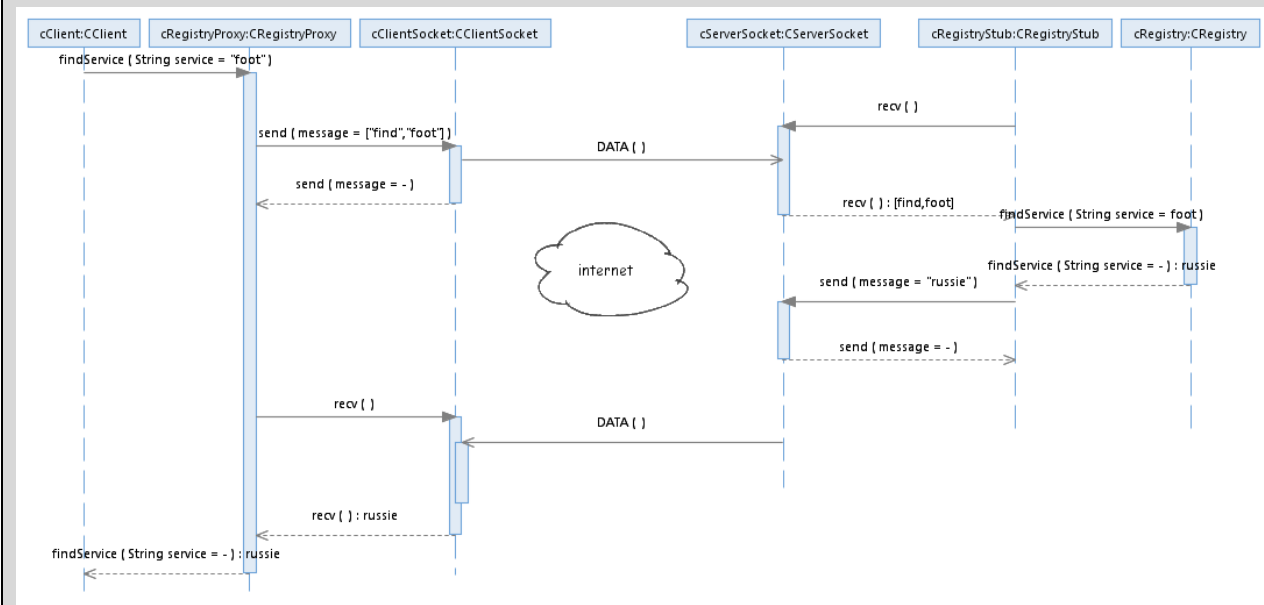 cClient:CClient
cRegistryProxy:CRegistryProxy
cClientSocket:CClientSocket
cServerSocket:CServerSocket
cRegistryStub:CRegistryStub
cRegistry:CRegistry
findService ( String service = "foot" )
recv ( )
send ( message = ["find","foot"] )
DATA ( )
send ( message = - )
recv ( ) : [find,foot]
findService ( String service = foot )
internet
findService ( String service = - ) : russie
send ( message = "russie" )
send ( message = - )
recv ( )
DATA ( )
recv ( ) : russie
findService ( String service = - ) : russie